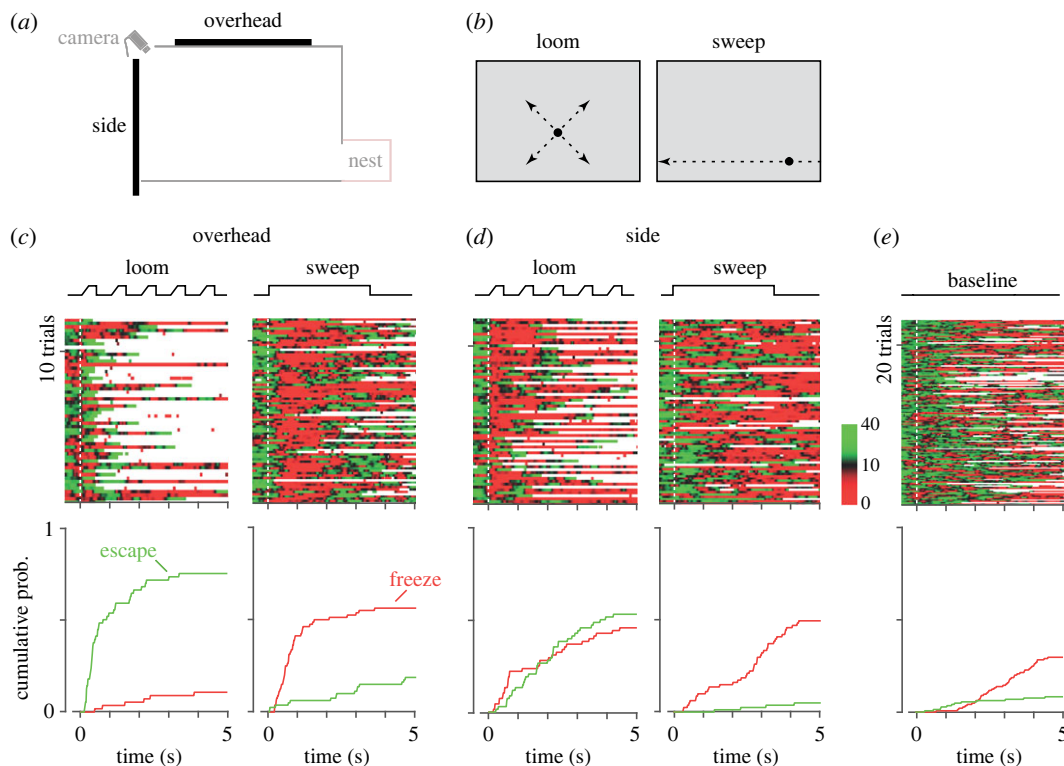 (a)
overhead
camera
side
nest
(b)
loom
sweep
(c)
overhead
loom
sweep
(d)
side
loom
sweep
(e)
baseline
10 trials
20 trials
40
10
0
1
0
cumulative prob.
escape
freeze
0 5
0 5
0 5
0 5
0 5
time (s)
time (s)
time (s)
time (s)
time (s)